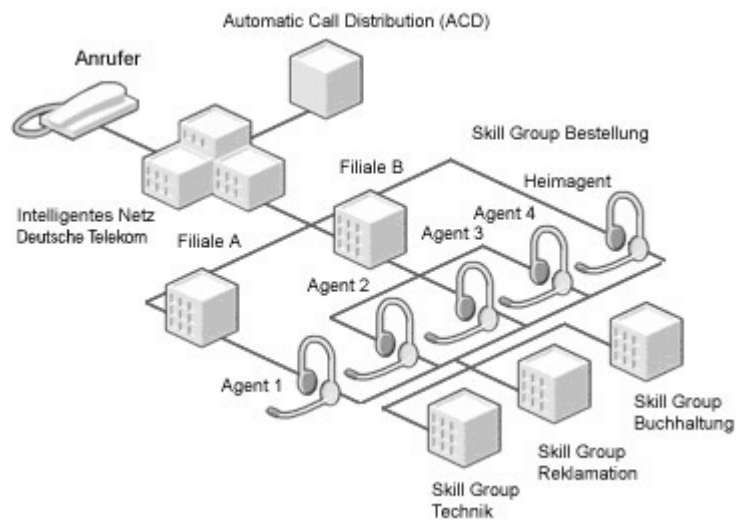 Automatic Call Distribution (ACD)
Anrufer
Skill Group Bestellung
Filiale B
Heimagent
Intelligentes Netz
Deutsche Telekom
Filiale A
Agent 4
Agent 3
Agent 2
Agent 1
Skill Group
Buchhaltung
Skill Group
Reklamation
Skill Group
Technik